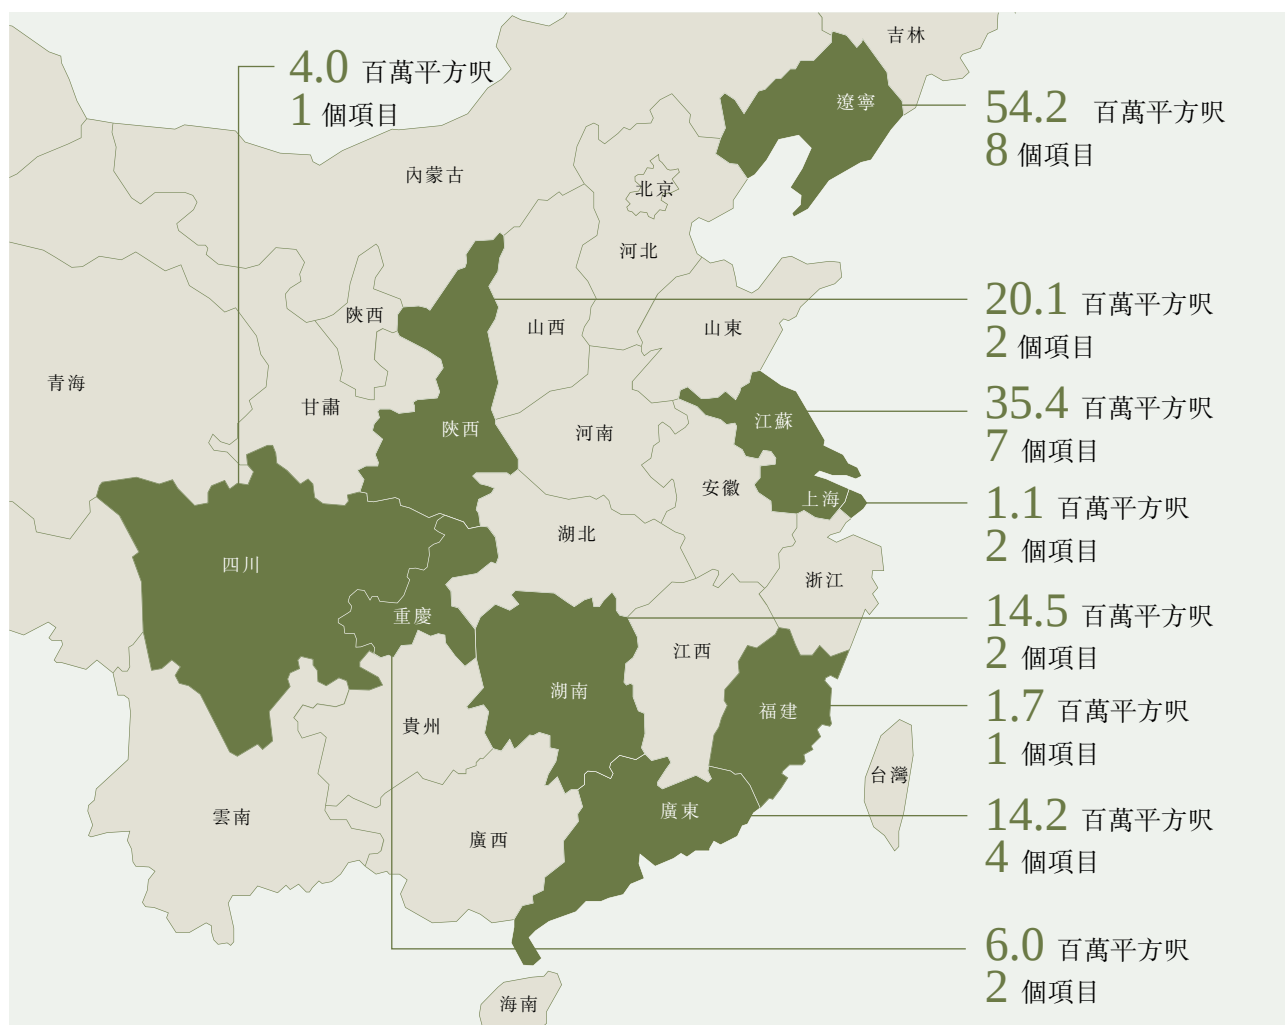 吉林
4.0 百萬平方呎
1 個項目
遼寧
54.2 百萬平方呎
8 個項目
內蒙古
北京
河北
20.1 百萬平方呎
2 個項目
陝西
山西
山東
青海
甘肅
35.4 百萬平方呎
7 個項目
陝西
河南
江蘇
安徽
上海
1.1 百萬平方呎
2 個項目
湖北
四川
浙江
重慶
14.5 百萬平方呎
2 個項目
江西
湖南
福建
1.7 百萬平方呎
1 個項目
貴州
台灣
雲南
廣東
廣西
14.2 百萬平方呎
4 個項目
6.0 百萬平方呎
2 個項目
海南